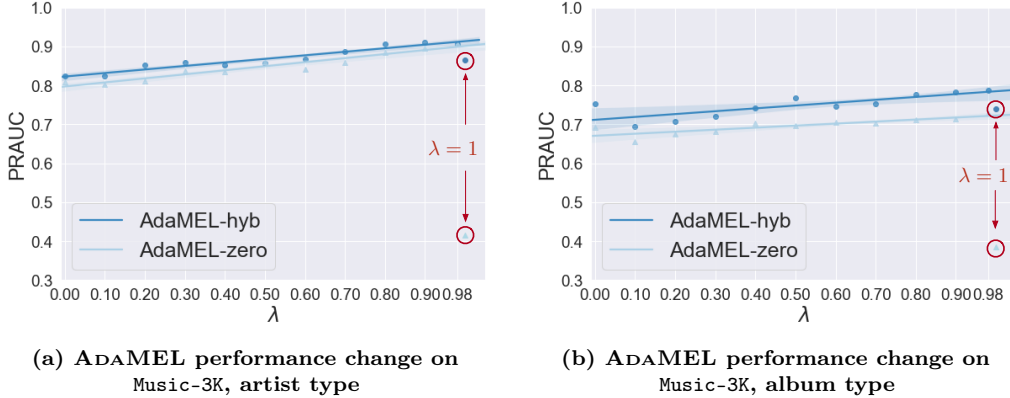 1.0
0.9
0.8
0.7
0.6
0.5
0.4
0.3
PRAUC
λ = 1
AdaMEL-hyb
AdaMEL-zero
0.00 0.10 0.20 0.30 0.40 0.50 0.60 0.70 0.80 0.90 0.98
λ
(a) AdaMEL performance change on
Music-3K, artist type
1.0
0.9
0.8
0.7
0.6
0.5
0.4
0.3
PRAUC
λ = 1
AdaMEL-hyb
AdaMEL-zero
0.00 0.10 0.20 0.30 0.40 0.50 0.60 0.70 0.80 0.90 0.98
λ
(b) AdaMEL performance change on
Music-3K, album type